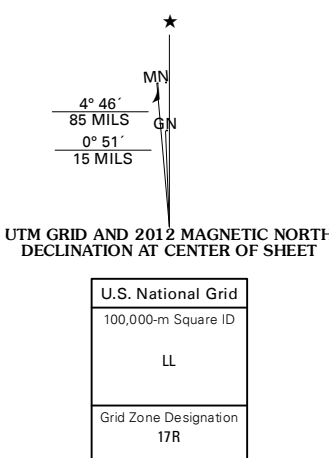 ★
MN
4° 46´
85 MILS
GN
0° 51´
15 MILS
UTM GRID AND 2012 MAGNETIC NORTH
DECLINATION AT CENTER OF SHEET
U.S. National Grid
100,000-m Square ID
LL
Grid Zone Designation
17R